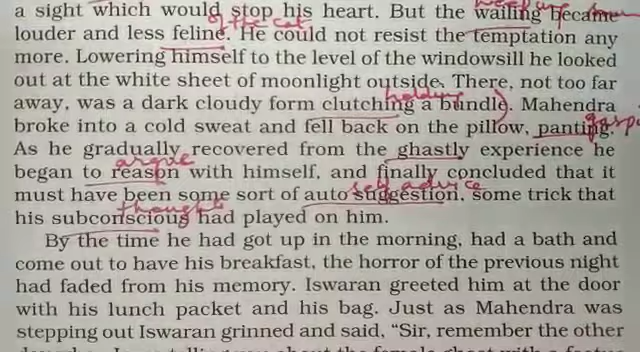 a sight which would stop his heart. But the wailing became
of the cat
louder and less feline. He could not resist the temptation any
more. Lowering himself to the level of the windowsill he looked
out at the white sheet of moonlight outside. There, not too far
holding
away, was a dark cloudy form clutching a bundle. Mahendra
broke into a cold sweat and fell back on the pillow, panting.
As he gradually recovered from the ghastly experience he
argue
began to reason with himself, and finally concluded that it
self advice
must have been some sort of auto suggestion, some trick that
thought
his subconscious had played on him.
By the time he had got up in the morning, had a bath and
come out to have his breakfast, the horror of the previous night
had faded from his memory. Iswaran greeted him at the door
with his lunch packet and his bag. Just as Mahendra was
stepping out Iswaran grinned and said, “Sir, remember the other